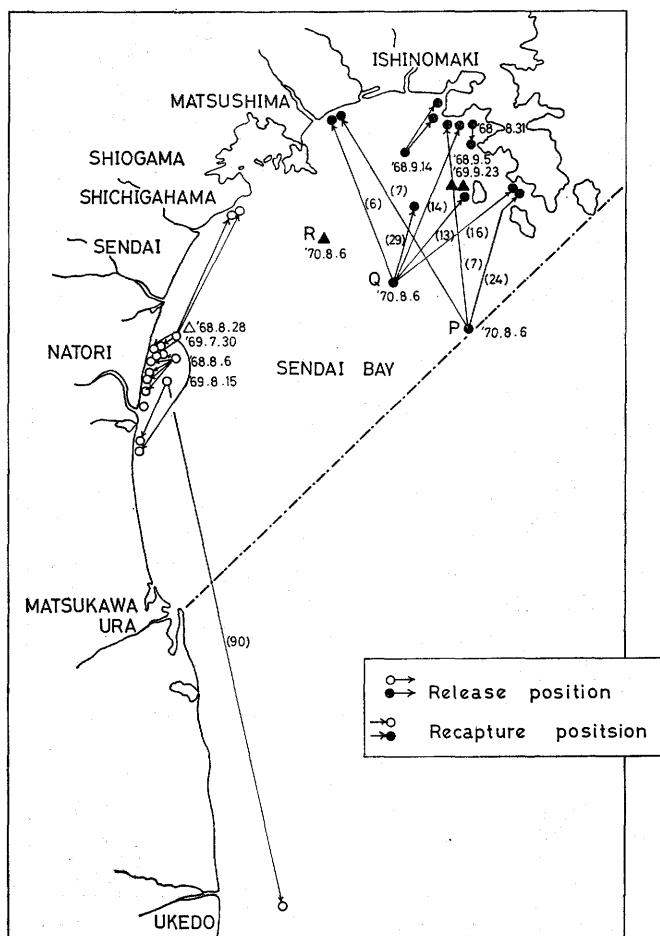 ISHINOMAKI
MATSUSHIMA
'68.8.31
SHIOGAMA
'68.9.14
'68.9.5
'69.9.23
SHICHIGAHAMA
(7)
(6)
(14)
R
'70.8.6
(29)
(13)
(16)
SENDAI
Q
'70.8.6
(7)
(24)
P
'70.8.6
'68.8.28
'69.7.30
NATORI
'68.8.6
SENDAI BAY
'69.8.15
MATSUKAWA
URA
(90)
Release position
Recapture positsion
UKEDO